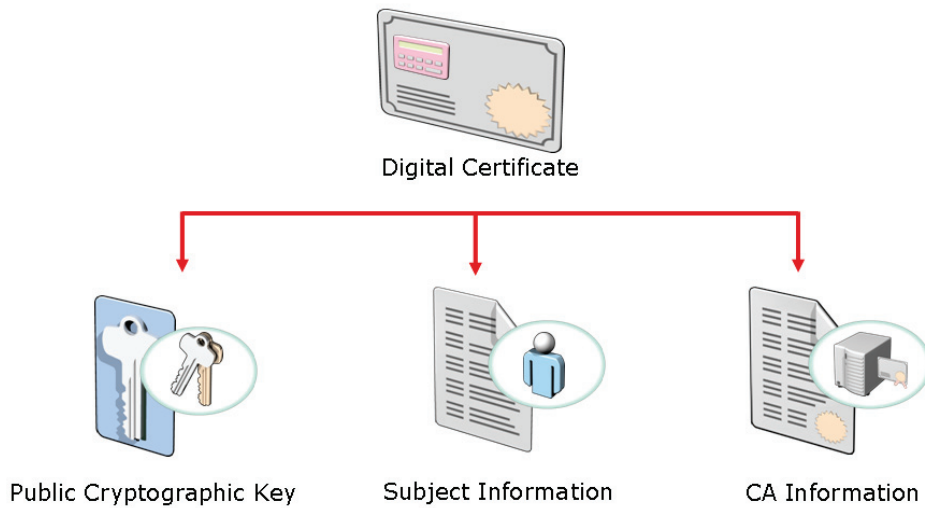 Digital Certificate
Public Cryptographic Key
Subject Information
CA Information